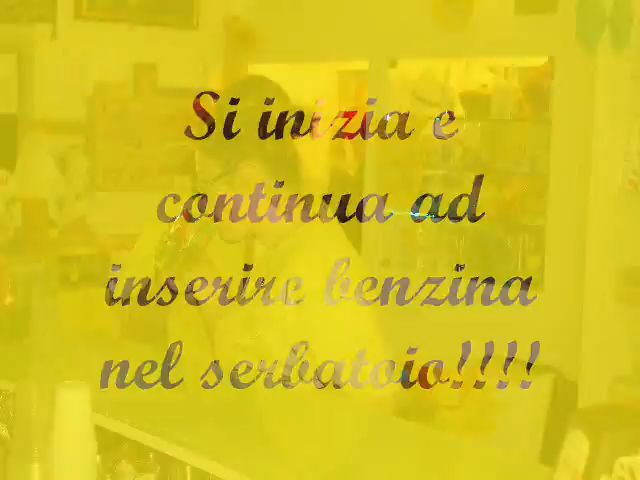 Si inizia e
continua ad
inserire benzina
nel serbatoio!!!!